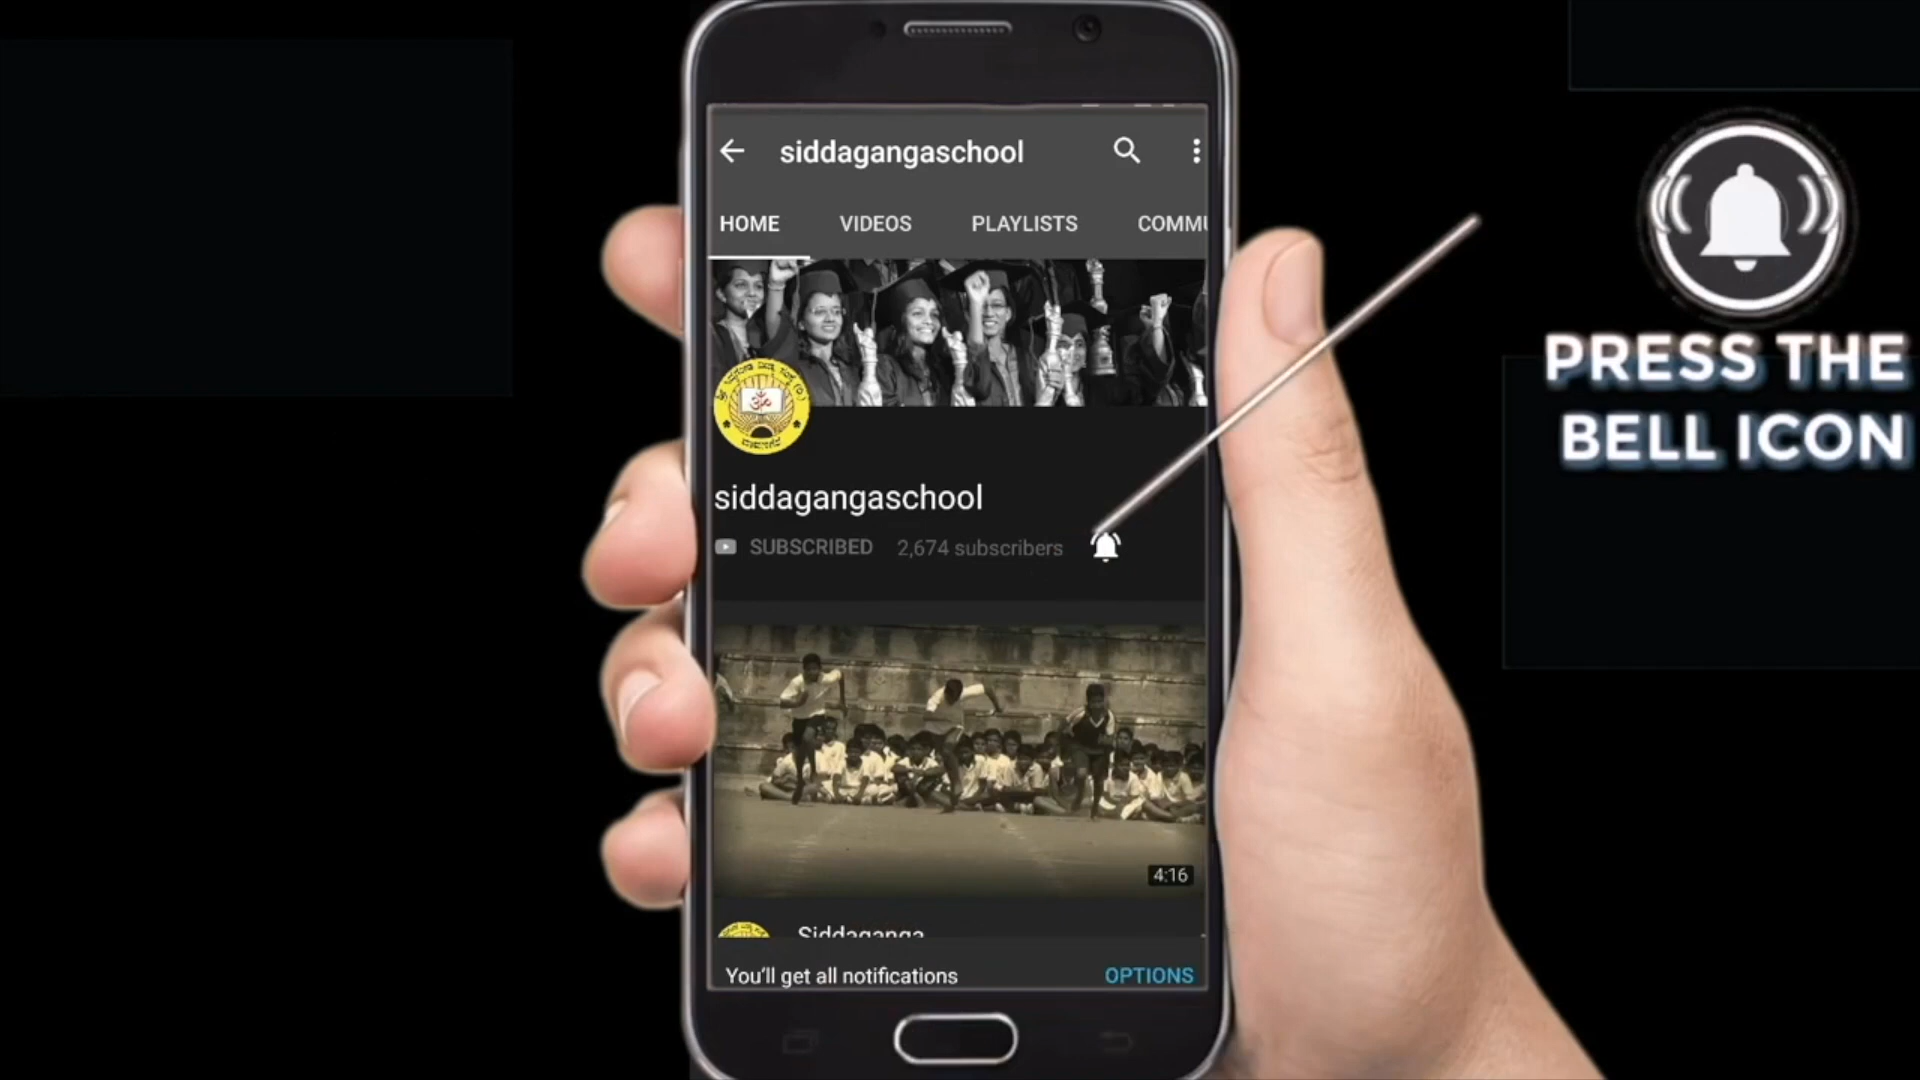 siddagangaschool
HOME VIDEOS PLAYLISTS COMMU
siddagangaschool
SUBSCRIBED 2,674 subscribers
4:16
Siddaganga
You'll get all notifications OPTIONS
PRESS THE
BELL ICON